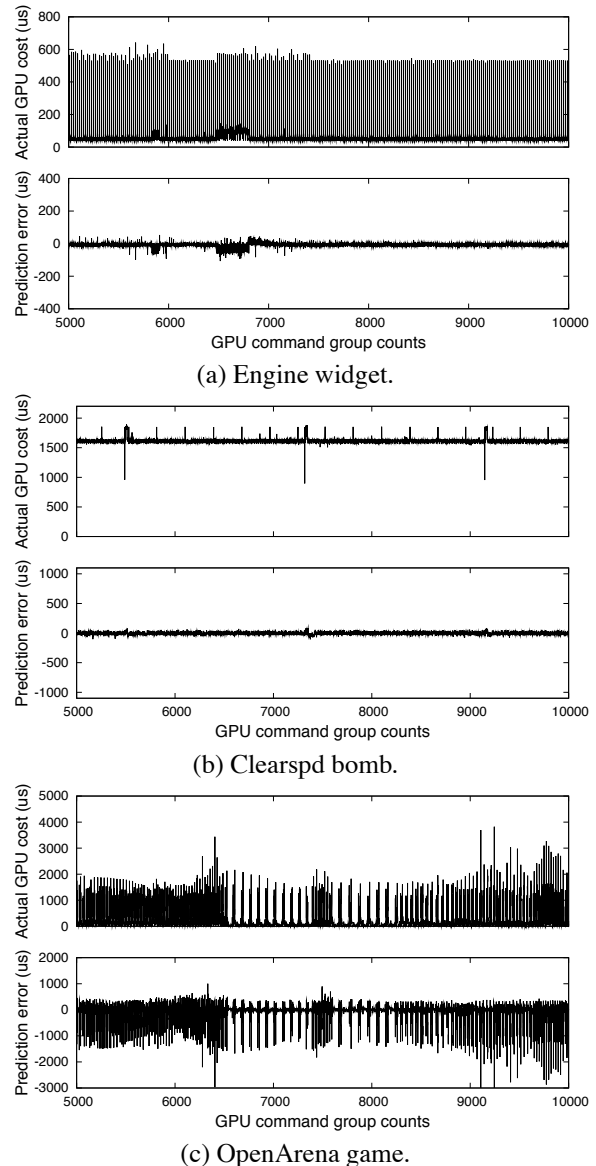 Actual GPU cost (us)
800
600
400
200
0
Prediction error (us)
400
200
0
-200
-400
5000 6000 7000 8000 9000 10000
GPU command group counts
(a) Engine widget.
Actual GPU cost (us)
2000
1500
1000
500
0
Prediction error (us)
1000
500
0
-500
-1000
5000 6000 7000 8000 9000 10000
GPU command group counts
(b) Clearspd bomb.
Actual GPU cost (us)
5000
4000
3000
2000
1000
0
Prediction error (us)
2000
1000
0
-1000
-2000
-3000
5000 6000 7000 8000 9000 10000
GPU command group counts
(c) OpenArena game.